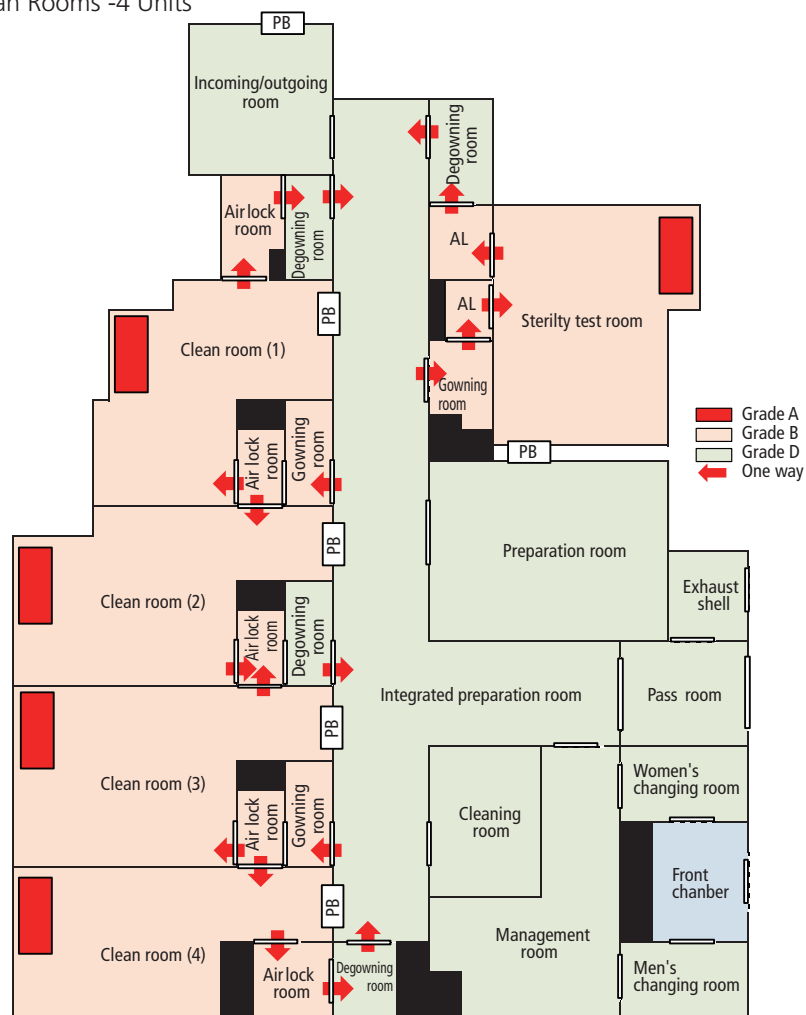 an Rooms -4 Units
PB
Incoming/outgoing
room
Degowning
room
Air lock
room
Degowning
room
AL
AL
Sterilty test room
PB
Clean room (1)
Gowning
room
Grade A
Grade B
Grade D
One way
Air lock
room
Gowning
room
PB
PB
Preparation room
Exhaust
shell
Clean room (2)
Air lock
room
Degowning
room
Integrated preparation room
Pass room
PB
Clean room (3)
Women's
changing room
Air lock
room
Gowning
room
Cleaning
room
Front
chanber
PB
Clean room (4)
Management
room
Air lock
room
Degowning
room
Men's
changing room